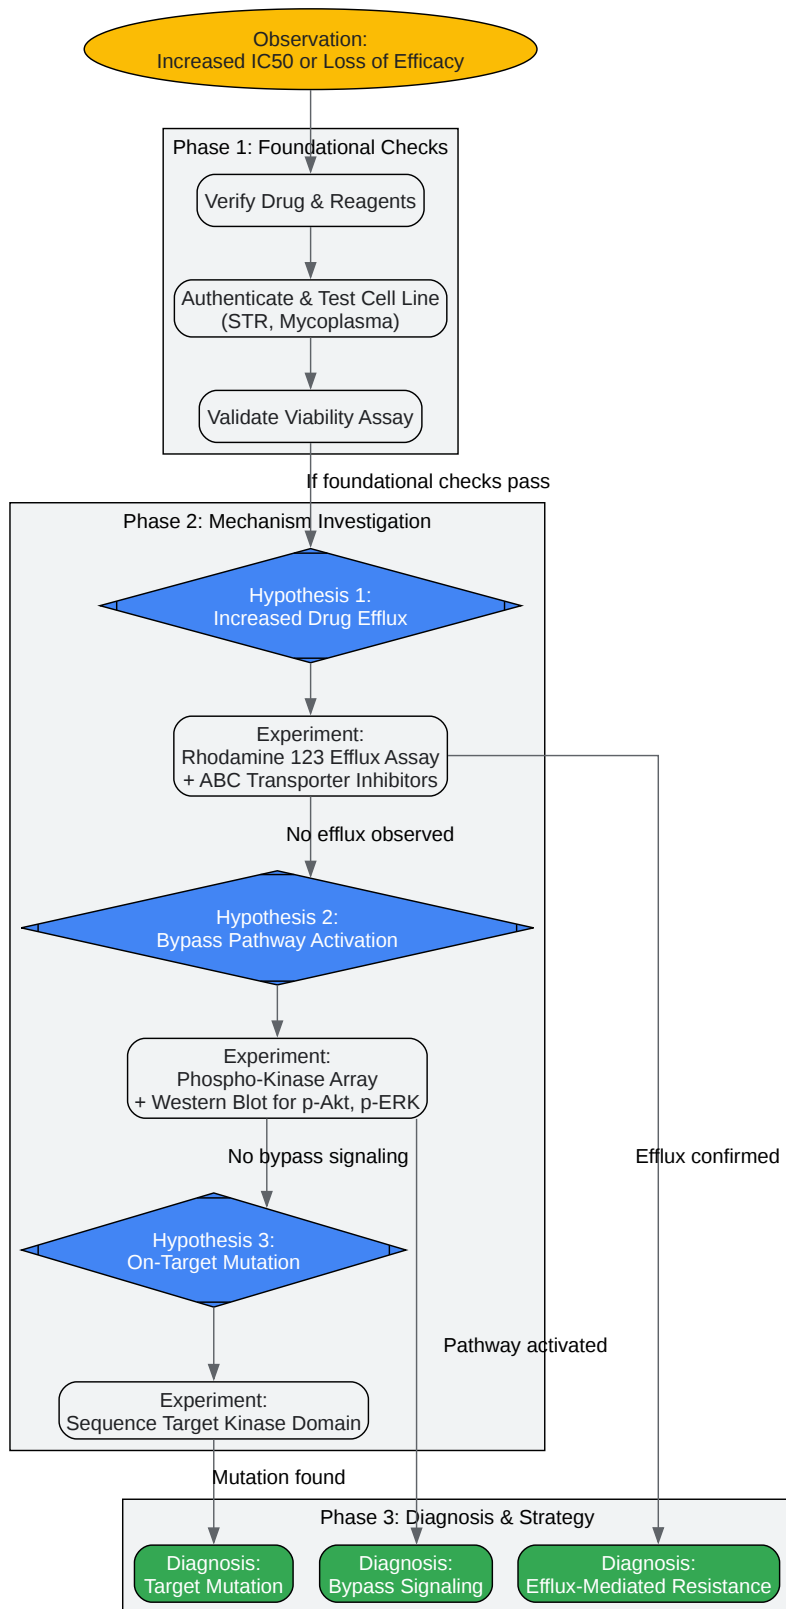 Observation:
Increased IC50 or Loss of Efficacy
Phase 1: Foundational Checks
Verify Drug & Reagents
Authenticate & Test Cell Line
(STR, Mycoplasma)
Validate Viability Assay
If foundational checks pass
Phase 2: Mechanism Investigation
Hypothesis 1:
Increased Drug Efflux
Experiment:
Rhodamine 123 Efflux Assay
+ ABC Transporter Inhibitors
No efflux observed
Hypothesis 2:
Bypass Pathway Activation
Experiment:
Phospho-Kinase Array
+ Western Blot for p-Akt, p-ERK
No bypass signaling
Efflux confirmed
Hypothesis 3:
On-Target Mutation
Pathway activated
Experiment:
Sequence Target Kinase Domain
Mutation found
Phase 3: Diagnosis & Strategy
Diagnosis:
Target Mutation
Diagnosis:
Bypass Signaling
Diagnosis:
Efflux-Mediated Resistance